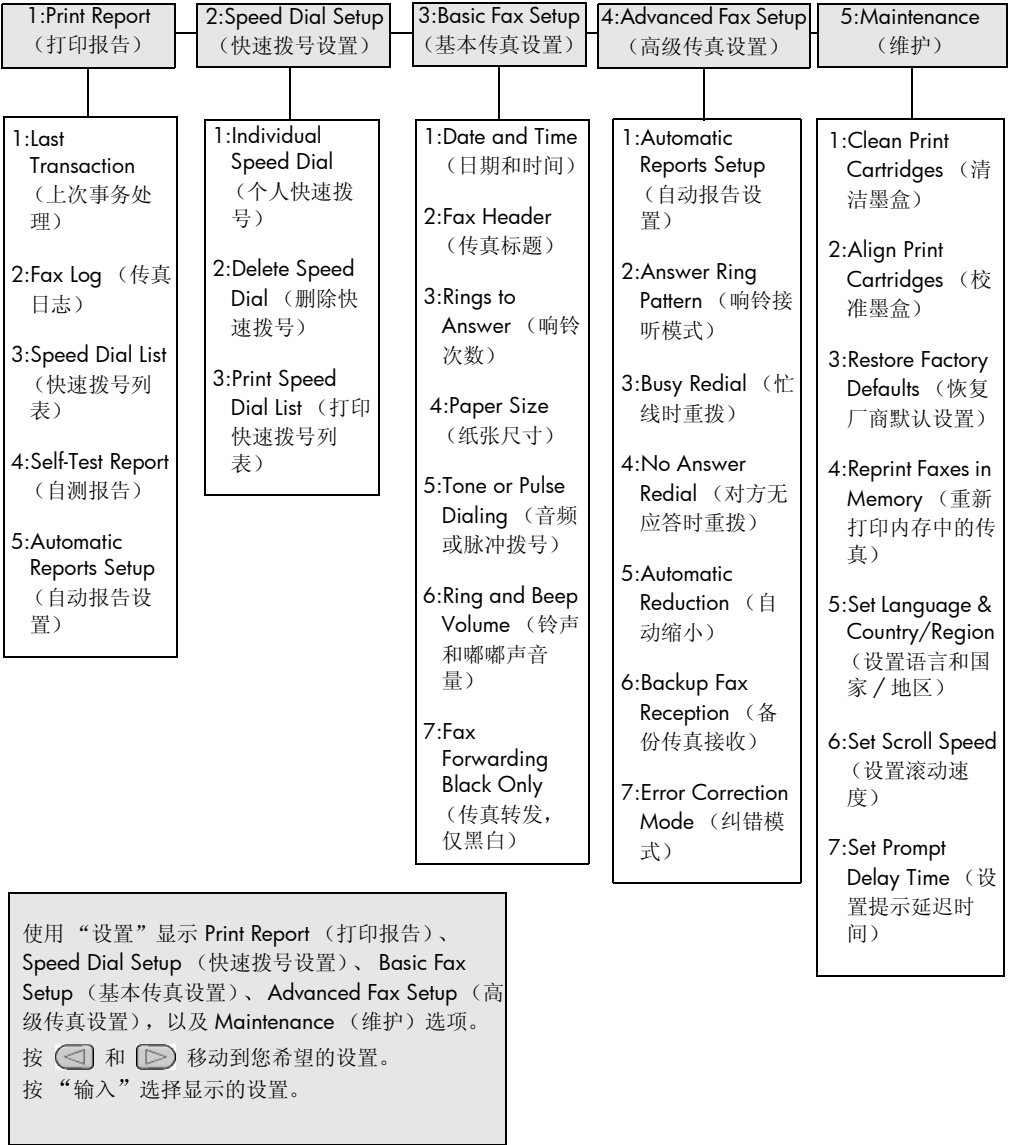 1:Print Report
（打印报告）
2:Speed Dial Setup
（快速拨号设置）
3:Basic Fax Setup
（基本传真设置）
4:Advanced Fax Setup
（高级传真设置）
5:Maintenance
（维护）
1:Last
Transaction
（上次事务处
理）
2:Fax Log （传真
日志）
3:Speed Dial List
（快速拨号列
表）
4:Self-Test Report
（自测报告）
5:Automatic
Reports Setup
（自动报告设
置）
1:Individual
Speed Dial
（个人快速拨
号）
2:Delete Speed
Dial （删除快
速拨号）
3:Print Speed
Dial List （打印
快速拨号列
表）
1:Date and Time
（日期和时间）
2:Fax Header
（传真标题）
3:Rings to
Answer （响铃
次数）
4:Paper Size
（纸张尺寸）
5:Tone or Pulse
Dialing （音频
或脉冲拨号）
6:Ring and Beep
Volume （铃声
和嘟嘟声音
量）
7:Fax
Forwarding
Black Only
（传真转发，
仅黑白）
1:Automatic
Reports Setup
（自动报告设
置）
2:Answer Ring
Pattern （响铃接
听模式）
3:Busy Redial （忙
线时重拨）
4:No Answer
Redial （对方无
应答时重拨）
5:Automatic
Reduction （自
动缩小）
6:Backup Fax
Reception （备
份传真接收）
7:Error Correction
Mode （纠错模
式）
1:Clean Print
Cartridges （清
洁墨盒）
2:Align Print
Cartridges （校
准墨盒）
3:Restore Factory
Defaults （恢复
厂商默认设置）
4:Reprint Faxes in
Memory （重新
打印内存中的传
真）
5:Set Language &
Country/Region
（设置语言和国
家 / 地区）
6:Set Scroll Speed
（设置滚动速
度）
7:Set Prompt
Delay Time （设
置提示延迟时
间）
使用 “设置”显示 Print Report （打印报告）、
Speed Dial Setup （快速拨号设置）、 Basic Fax
Setup （基本传真设置）、 Advanced Fax Setup （高
级传真设置），以及 Maintenance （维护）选项。
按 和 移动到您希望的设置。
按 “输入”选择显示的设置。